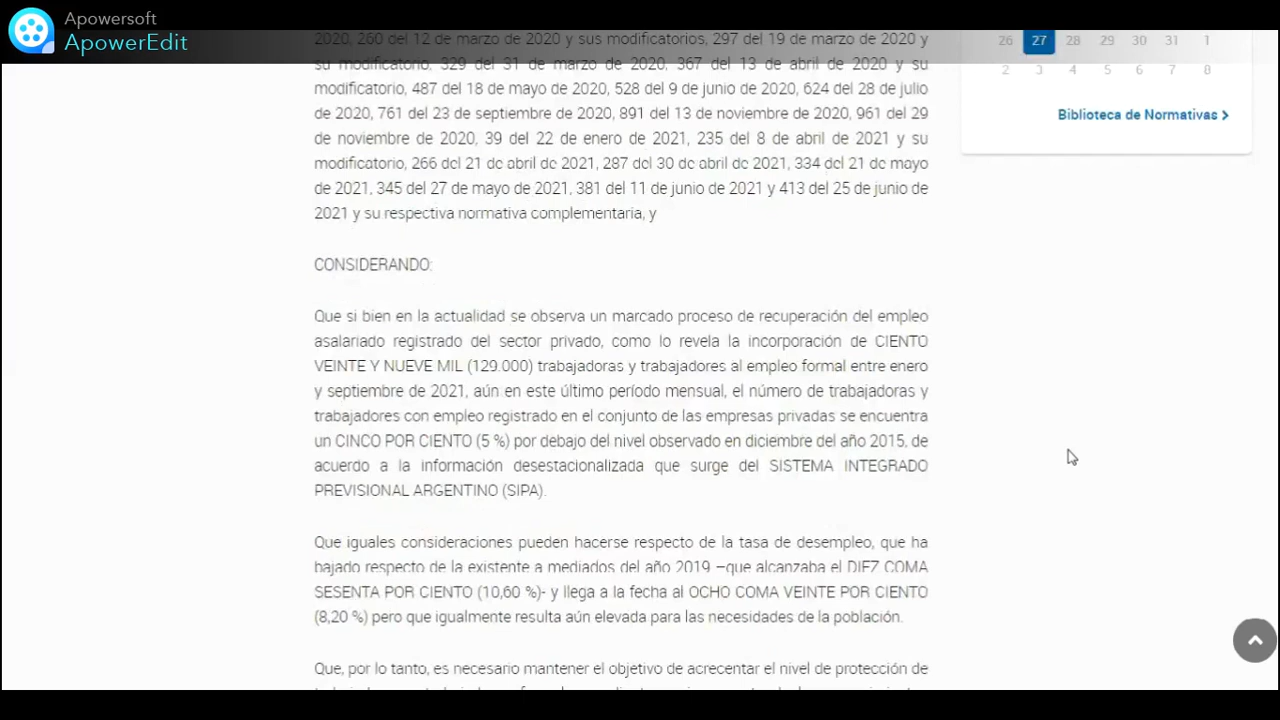 Apowersoft
ApowerEdit
2020, 260 del 12 de marzo de 2020 y sus modificatorios, 297 del 19 de marzo de 2020 y
su modificatorio, 329 del 31 de marzo de 2020, 367 del 13 de abril de 2020 y su
modificatorio, 487 del 18 de mayo de 2020, 528 del 9 de junio de 2020, 624 del 28 de julio
de 2020, 761 del 23 de septiembre de 2020, 891 del 13 de noviembre de 2020, 961 del 29
de noviembre de 2020, 39 del 22 de enero de 2021, 235 del 8 de abril de 2021 y su
modificatorio, 266 del 21 de abril de 2021, 287 del 30 de abril de 2021, 334 del 21 de mayo
de 2021, 345 del 27 de mayo de 2021, 381 del 11 de junio de 2021 y 413 del 25 de junio de
2021 y su respectiva normativa complementaria, y
CONSIDERANDO:
Que si bien en la actualidad se observa un marcado proceso de recuperación del empleo
asalariado registrado del sector privado, como lo revela la incorporación de CIENTO
VEINTE Y NUEVE MIL (129.000) trabajadoras y trabajadores al empleo formal entre enero
y septiembre de 2021, aún en este último período mensual, el número de trabajadoras y
trabajadores con empleo registrado en el conjunto de las empresas privadas se encuentra
un CINCO POR CIENTO (5 %) por debajo del nivel observado en diciembre del año 2015, de
acuerdo a la información desestacionalizada que surge del SISTEMA INTEGRADO
PREVISIONAL ARGENTINO (SIPA).
Que iguales consideraciones pueden hacerse respecto de la tasa de desempleo, que ha
bajado respecto de la existente a mediados del año 2019 –que alcanzaba el DIEZ COMA
SESENTA POR CIENTO (10,60 %)- y llega a la fecha al OCHO COMA VEINTE POR CIENTO
(8,20 %) pero que igualmente resulta aún elevada para las necesidades de la población.
Que, por lo tanto, es necesario mantener el objetivo de acrecentar el nivel de protección de
26 27 28 29 30 31 1
2 3 4 5 6 7 8
Biblioteca de Normativas